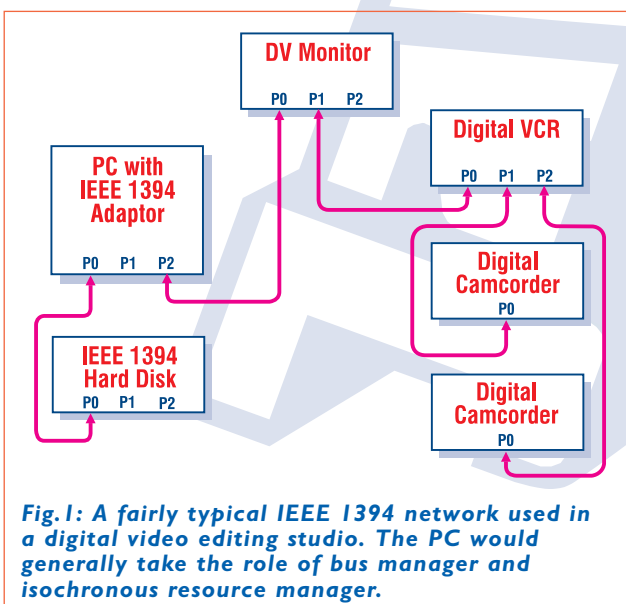 DV Monitor
P0 P1 P2
Digital VCR
P0 P1 P2
PC with
IEEE 1394
Adaptor
P0 P1 P2
Digital
Camcorder
P0
IEEE 1394
Hard Disk
P0 P1 P2
Digital
Camcorder
P0
Fig.1: A fairly typical IEEE 1394 network used in
a digital video editing studio. The PC would
generally take the role of bus manager and
isochronous resource manager.